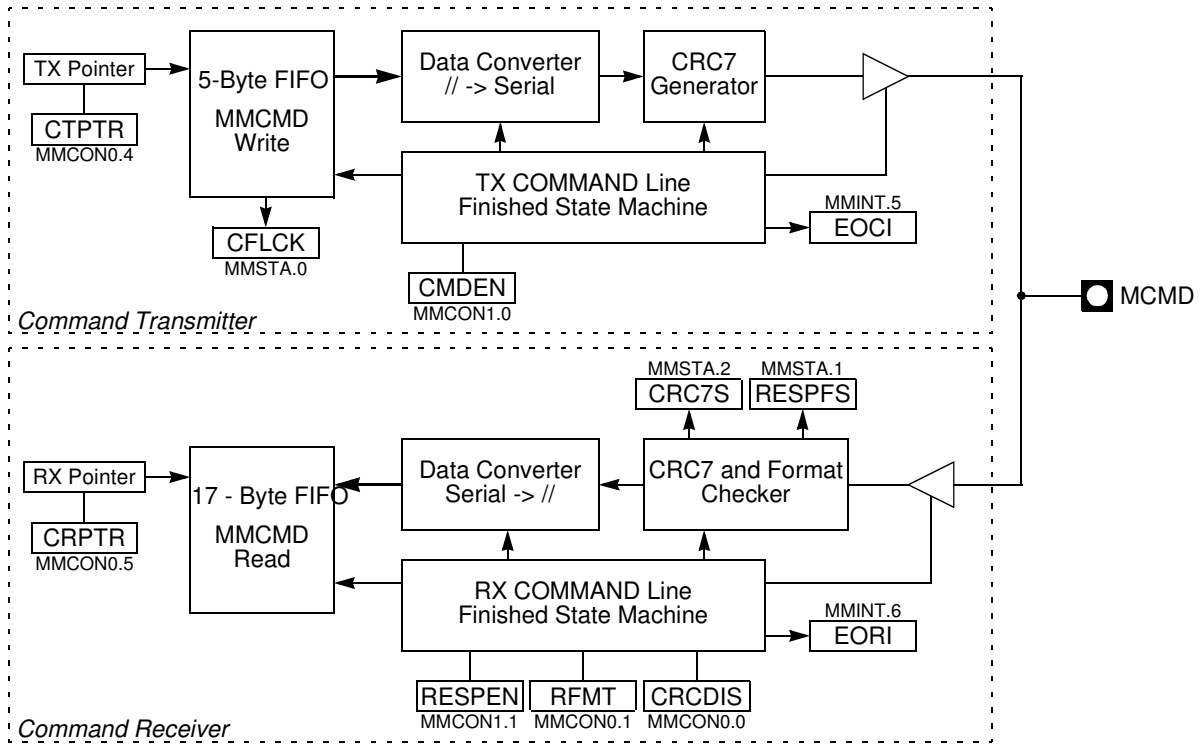 TX Pointer
CTPTR
MMCON0.4
5-Byte FIFO
MMCMD
Write
CFLCK
MMSTA.0
Data Converter
// -> Serial
CRC7
Generator
TX COMMAND Line
Finished State Machine
CMDEN
MMCON1.0
MMINT.5
EOCI
Command Transmitter
MCMD
MMSTA.2
CRC7S
MMSTA.1
RESPFS
RX Pointer
CRPTR
MMCON0.5
17 - Byte FIFO
MMCMD
Read
Data Converter
Serial -> //
CRC7 and Format
Checker
RX COMMAND Line
Finished State Machine
MMINT.6
EORI
RESPEN
MMCON1.1
RFMT
MMCON0.1
CRCDIS
MMCON0.0
Command Receiver